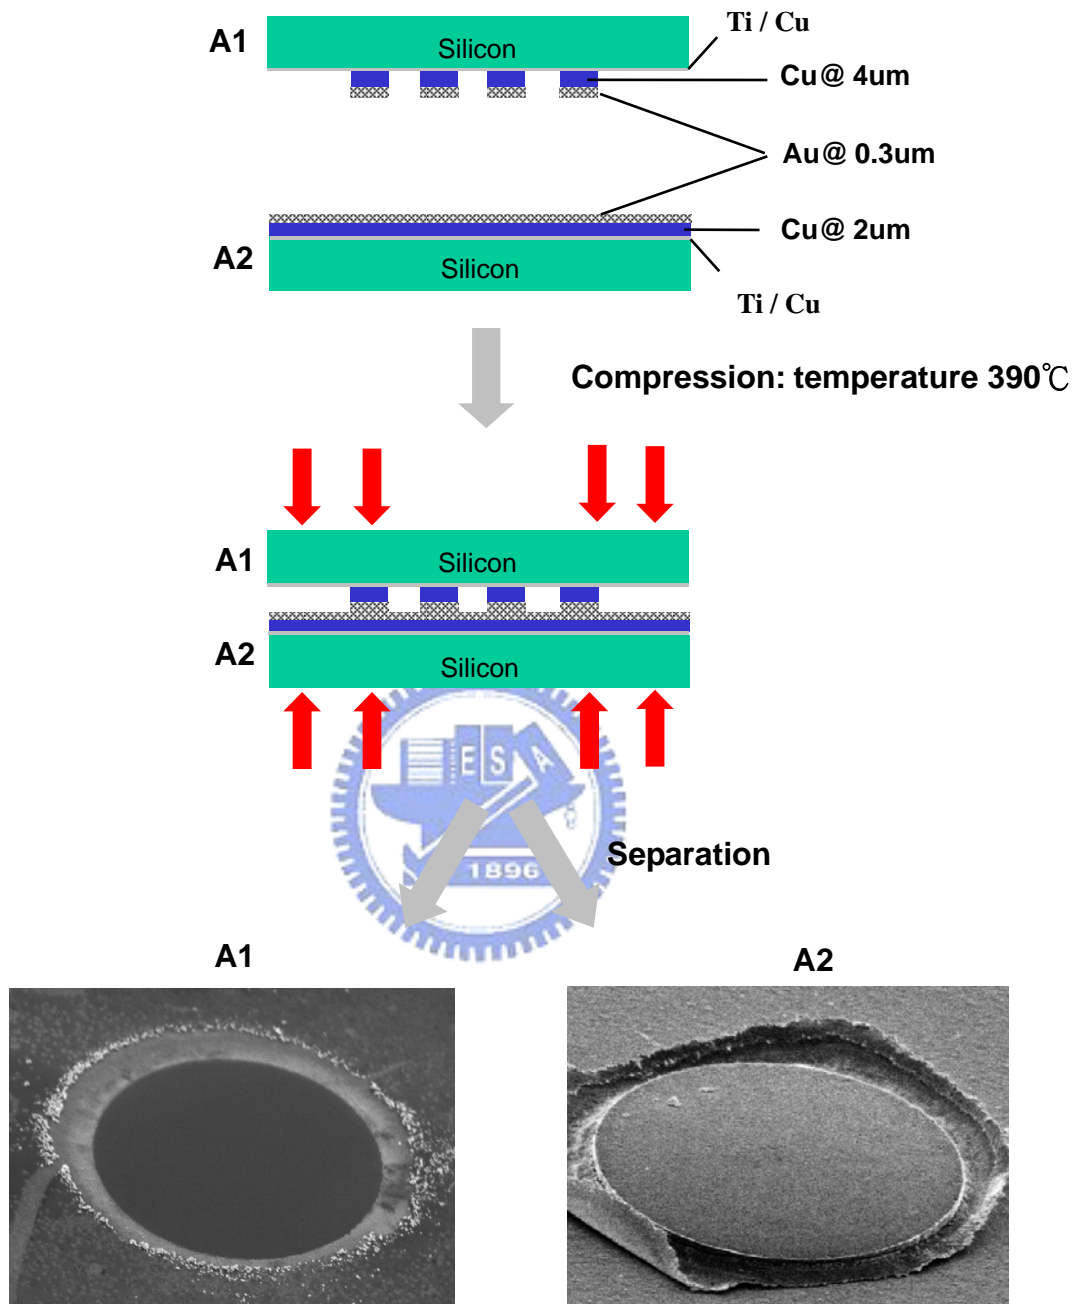 A1
Silicon
Ti / Cu
Cu@ 4um
Au@ 0.3um
Cu@ 2um
A2
Silicon
Ti / Cu
Compression: temperature 390℃
A1
Silicon
A2
Silicon
E S A
1896
Separation
A1
A2